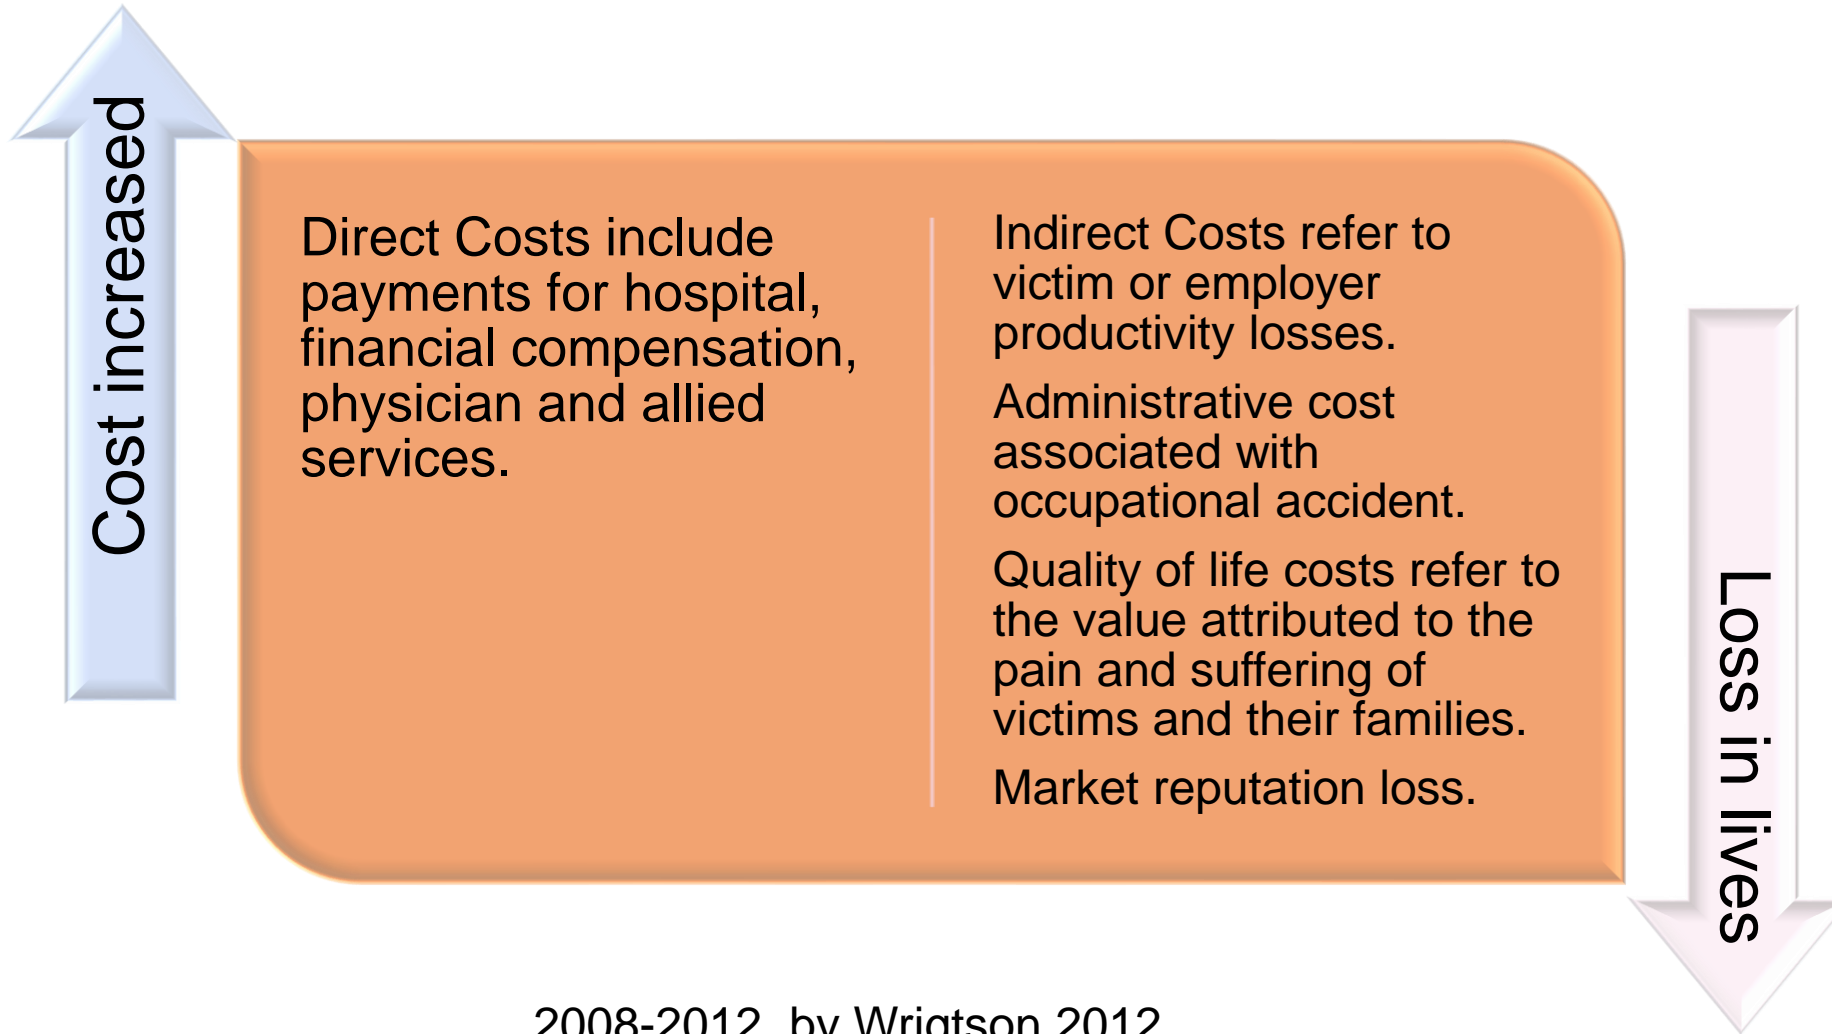 Cost increased
Direct Costs include
payments for hospital,
financial compensation,
physician and allied
services.
Indirect Costs refer to
victim or employer
productivity losses.
Administrative cost
associated with
occupational accident.
Quality of life costs refer to
the value attributed to the
pain and suffering of
victims and their families.
Market reputation loss.
Loss in lives
2008-2012 by Wrigtson 2012